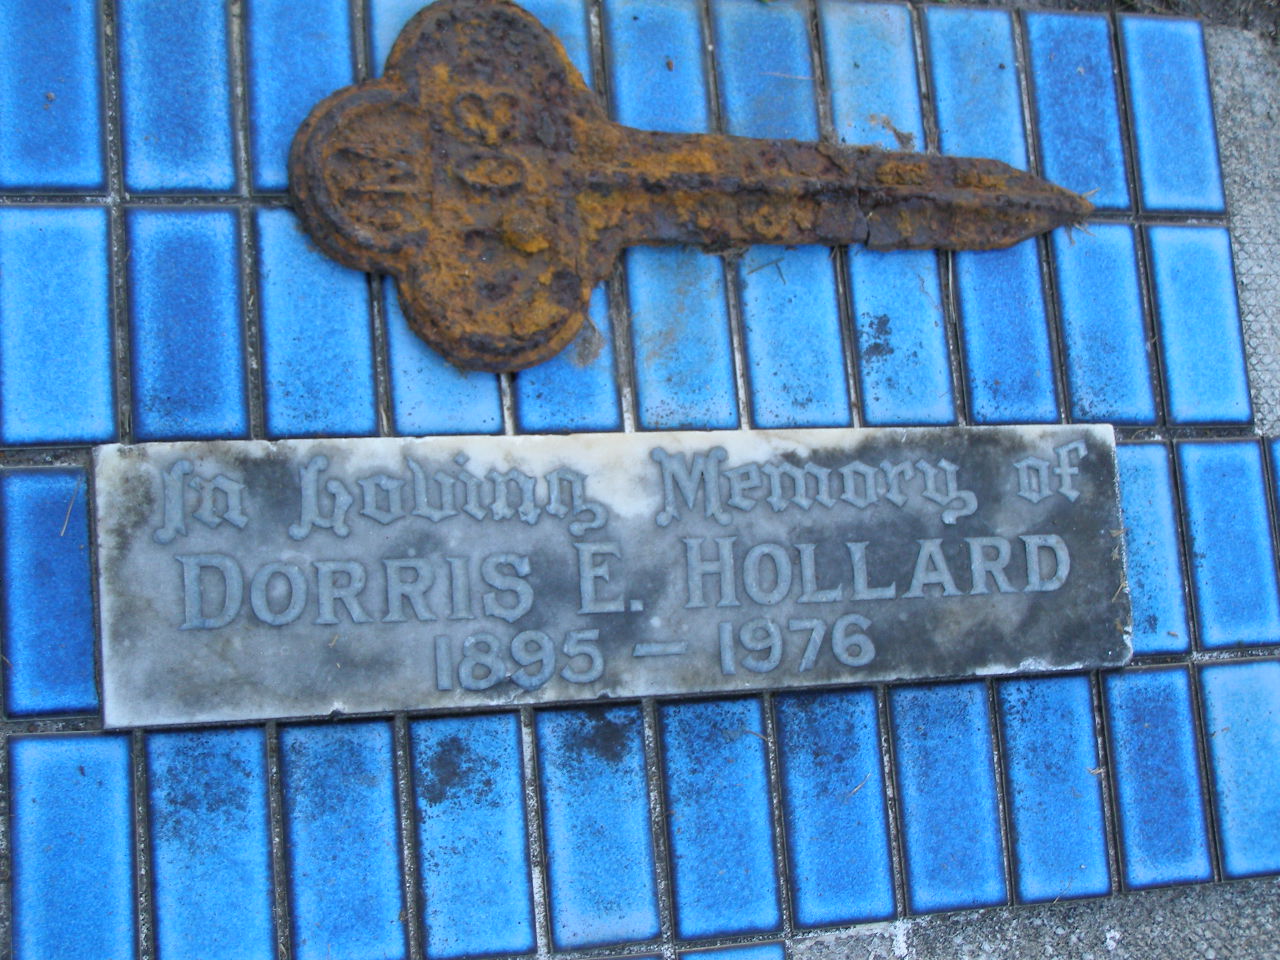 In Loving Memory of
DORRIS E. HOLLARD
1895 – 1976